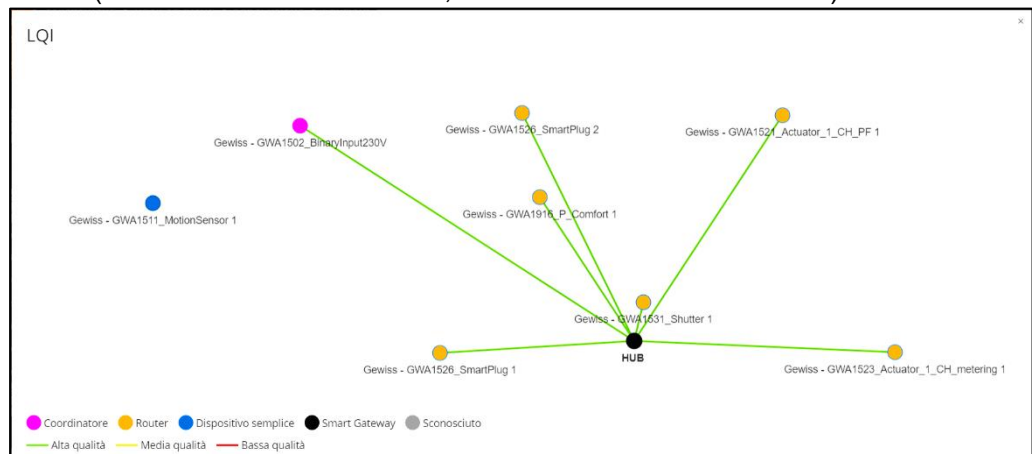 LQI
×
Gewiss - GWA1502_BinaryInput230V
Gewiss - GWA1526_SmartPlug 2
Gewiss - GWA1521_Actuator_1_CH_PF 1
Gewiss - GWA1511_MotionSensor 1
Gewiss - GWA1916_P_Comfort 1
Gewiss - GWA1531_Shutter 1
HUB
Gewiss - GWA1526_SmartPlug 1
Gewiss - GWA1523_Actuator_1_CH_metering 1
Coordinatore Router Dispositivo semplice Smart Gateway Sconosciuto
Alta qualità Media qualità Bassa qualità